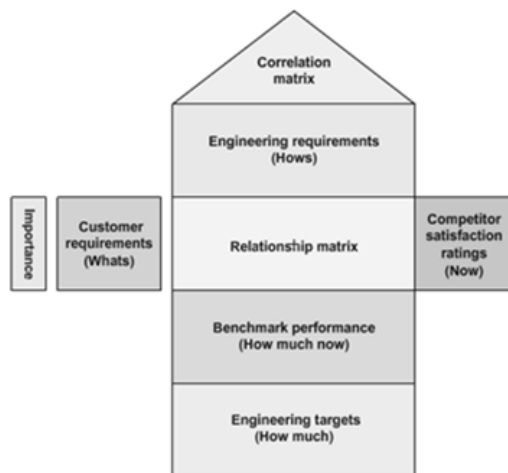 Correlation
matrix
Engineering requirements
(Hows)
Importance
Customer
requirements
(Whats)
Relationship matrix
Competitor
satisfaction
ratings
(Now)
Benchmark performance
(How much now)
Engineering targets
(How much)